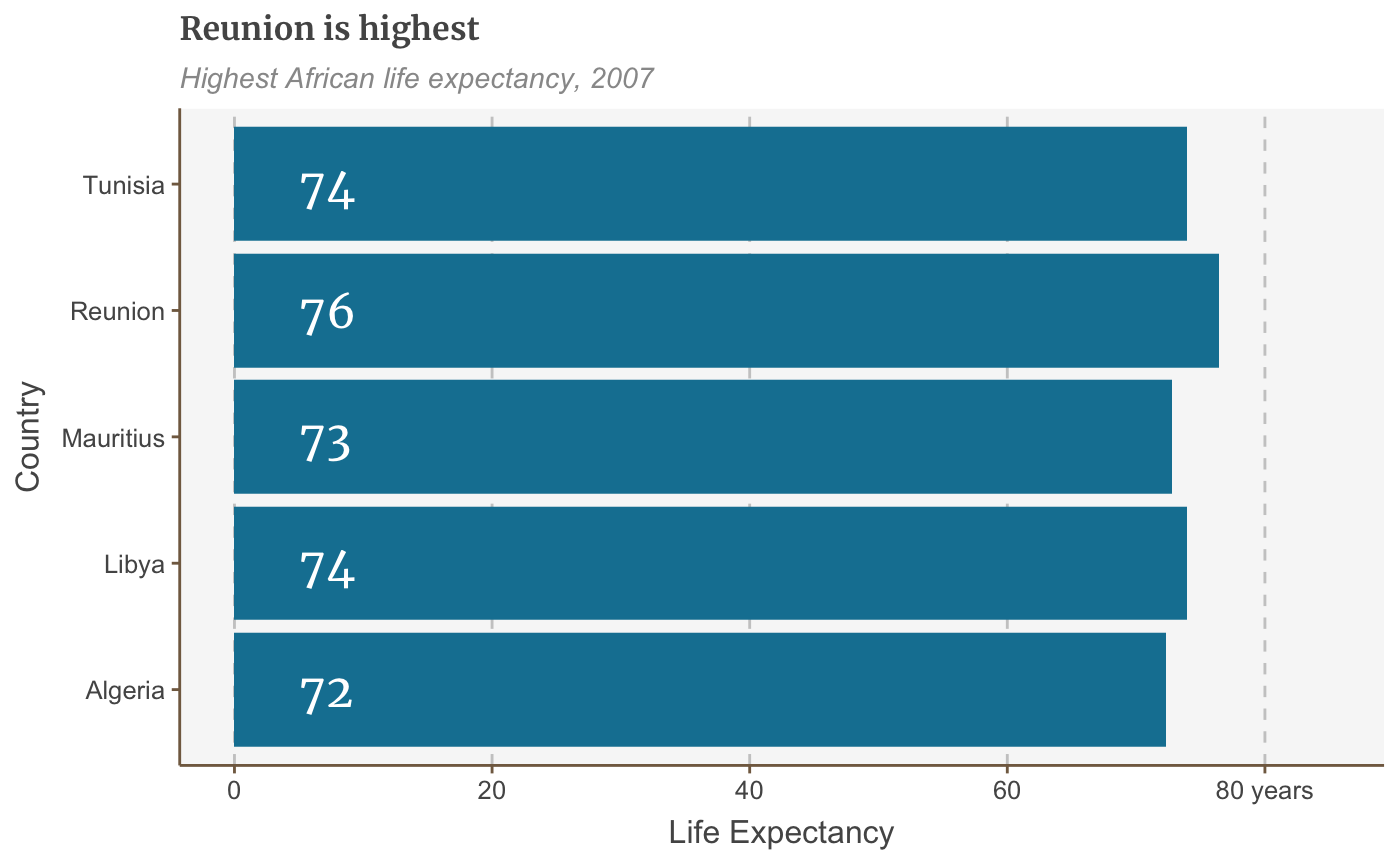 Reunion is highest
Highest African life expectancy, 2007
Tunisia
74
Reunion
76
Mauritius
73
Libya
74
Algeria
72
Country
0 20 40 60 80 years
Life Expectancy